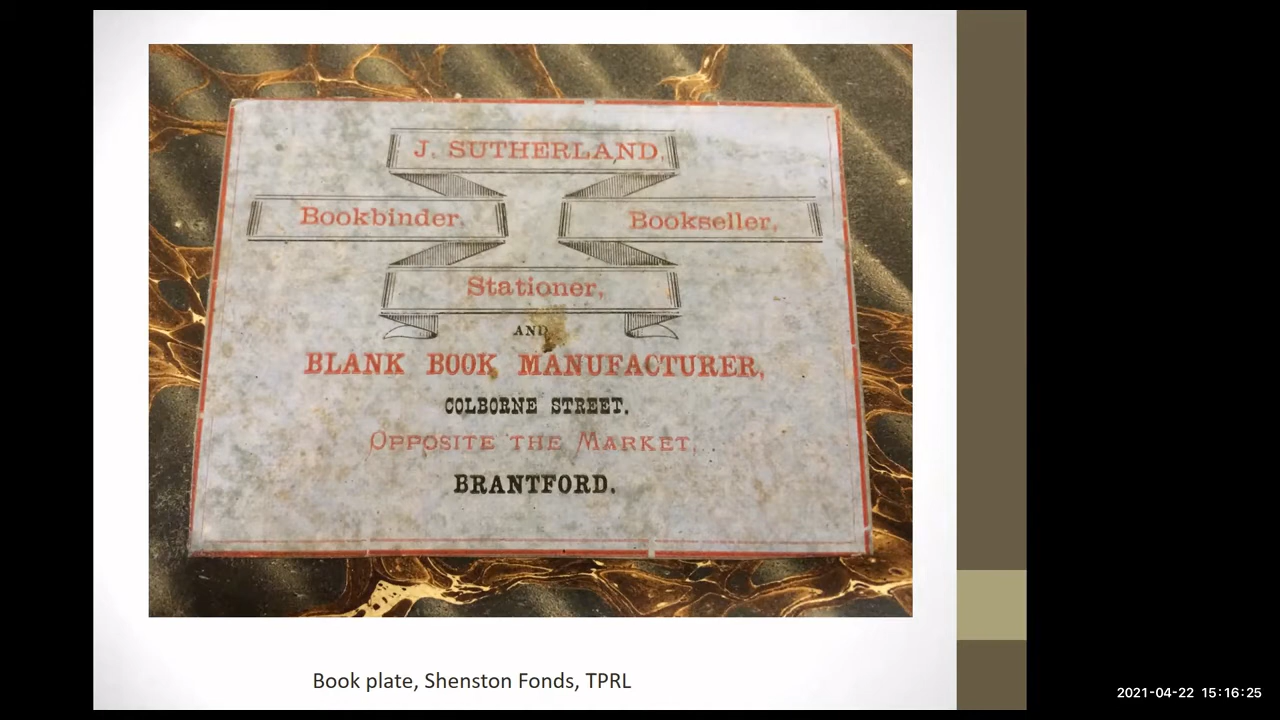 J. SUTHERLAND,
Bookbinder, Bookseller,
Stationer,
AND
BLANK BOOK MANUFACTURER,
COLBORNE STREET.
OPPOSITE THE MARKET,
BRANTFORD.
Book plate, Shenston Fonds, TPRL
2021-04-22 15:16:25